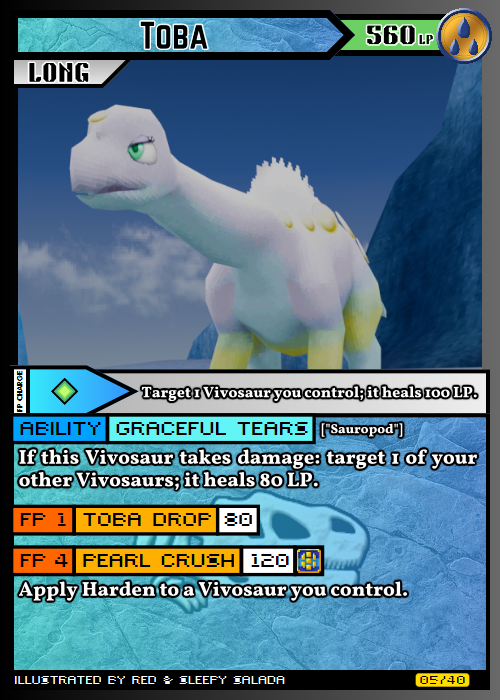 TOBA
560 LP
LONG
FP CHARGE
Target 1 Vivosaur you control; it heals 100 LP.
ABILITY GRACEFUL TEARS ["Sauropod"]
If this Vivosaur takes damage: target 1 of your
other Vivosaurs; it heals 80 LP.
FP 1 TOBA DROP 80
FP 4 PEARL CRUSH 120
Apply Harden to a Vivosaur you control.
ILLUSTRATED BY RED & SLEEPY SALADA
05/40